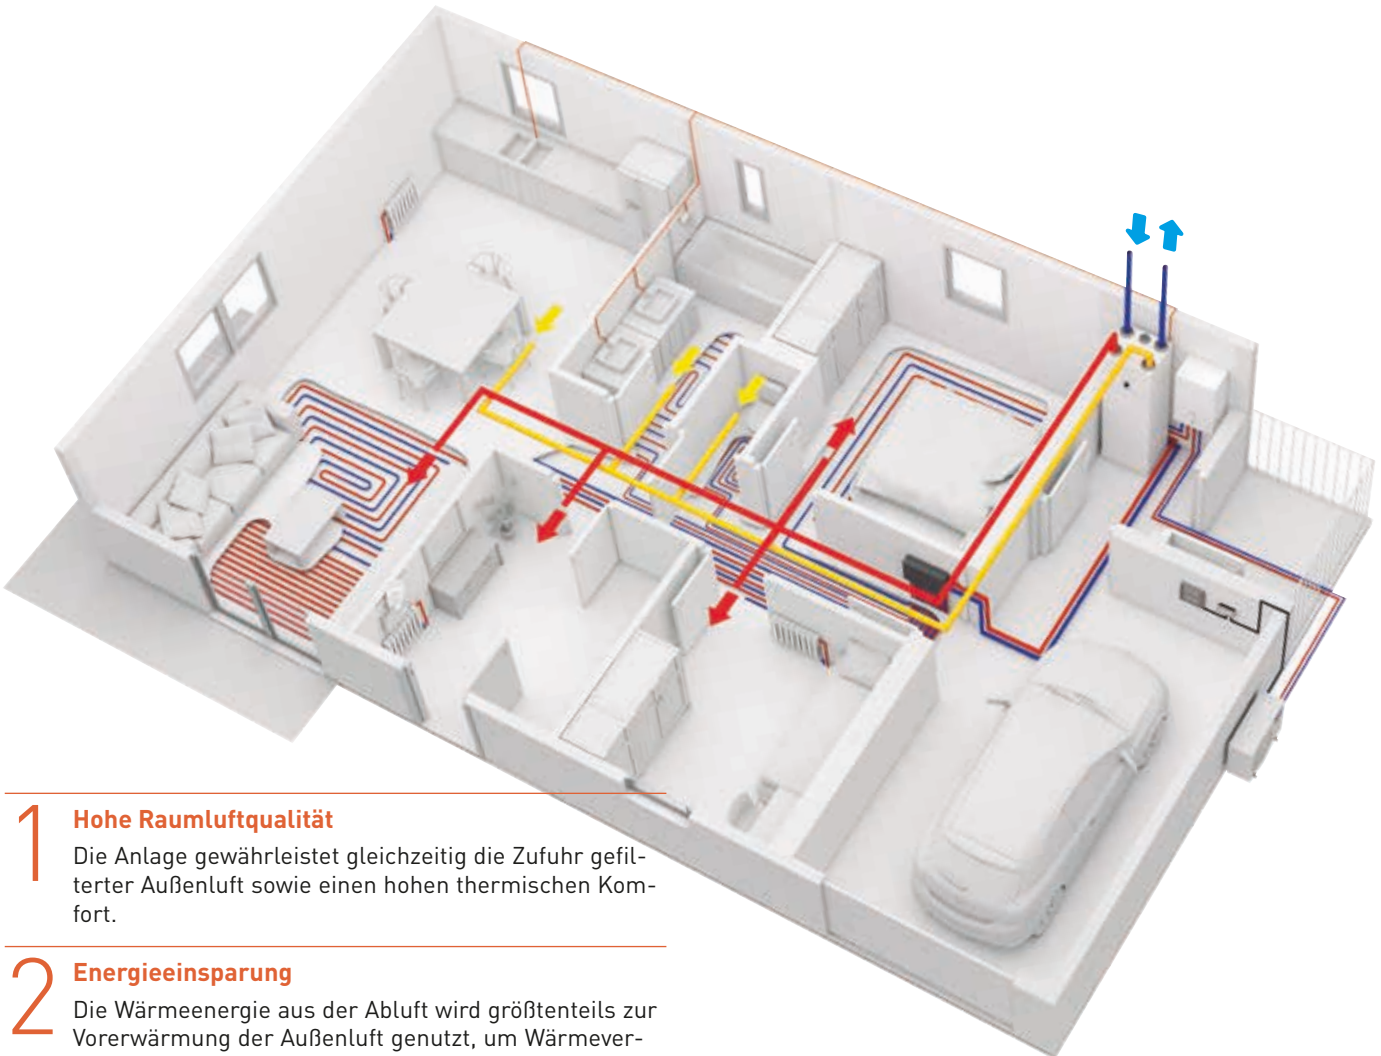 1
Hohe Raumluftqualität
Die Anlage gewährleistet gleichzeitig die Zufuhr gefil-
terter Außenluft sowie einen hohen thermischen Kom-
fort.
2
Energieeinsparung
Die Wärmeenergie aus der Abluft wird größtenteils zur
Vorerwärmung der Außenluft genutzt, um Wärmever-